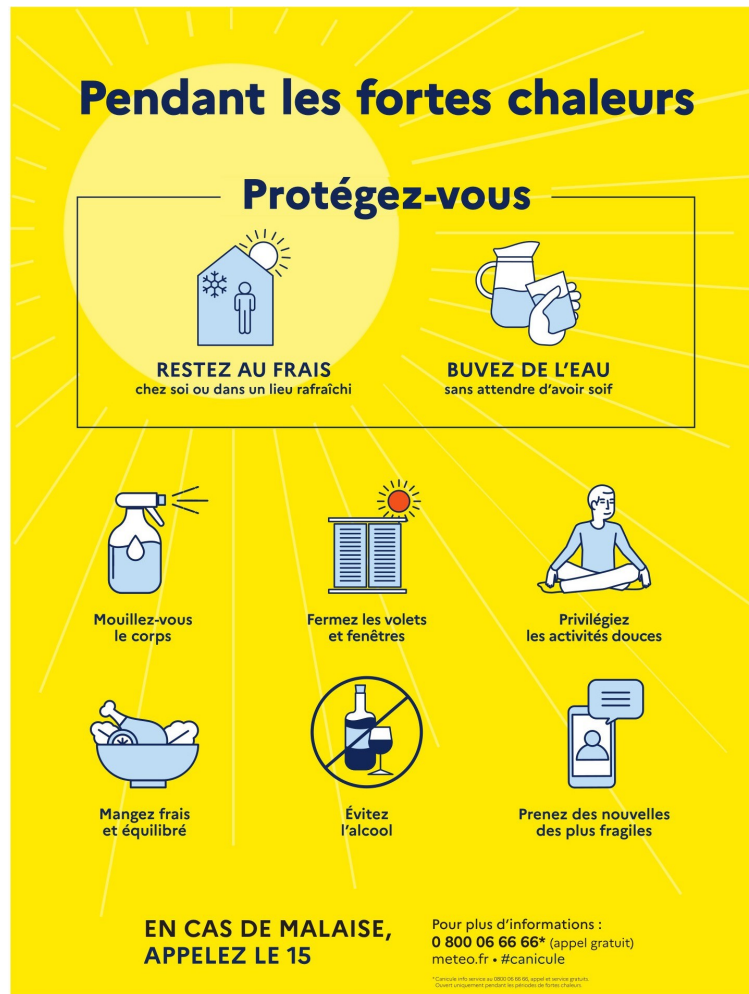 Pendant les fortes chaleurs
Protégez-vous
RESTEZ AU FRAIS
chez soi ou dans un lieu rafraîchi
BUVEZ DE L'EAU
sans attendre d'avoir soif
Mouillez-vous
le corps
Fermez les volets
et fenêtres
Privilégiez
les activités douces
Mangez frais
et équilibré
Évitez
l'alcool
Prenez des nouvelles
des plus fragiles
EN CAS DE MALAISE,
APPELEZ LE 15
Pour plus d'informations :
0 800 06 66 66* (appel gratuit)
meteo.fr • #canicule
*Canicule info service au 0800 06 66 66, appel et service gratuits.
Ouvert uniquement pendant les périodes de fortes chaleurs.